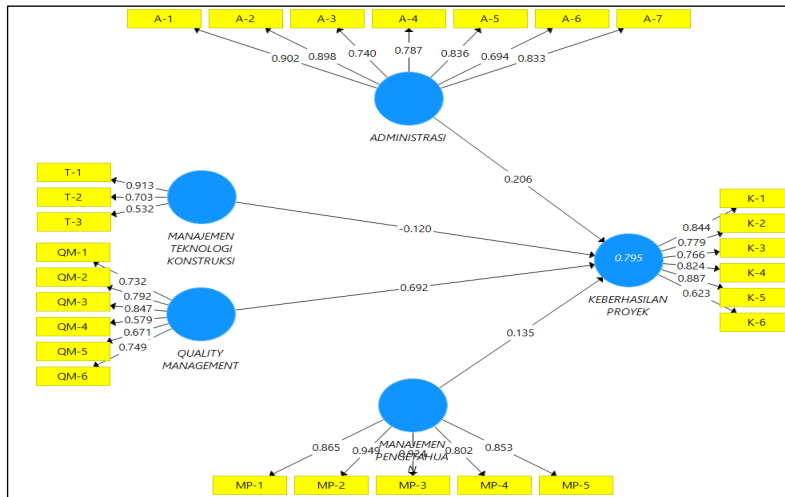 A-1 A-2 A-3 A-4 A-5 A-6 A-7
0.902 0.898 0.740 0.787 0.836 0.694 0.833
ADMINISTRASI
0.206
T-1
T-2
T-3
0.913
0.703
0.532
MANAJEMEN
TEKNOLOGI
KONSTRUKSI
-0.120
QM-1
QM-2
QM-3
QM-4
QM-5
QM-6
0.732
0.792
0.847
0.579
0.671
0.749
QUALITY
MANAGEMENT
0.692
0.795
KEBERHASILAN
PROYEK
0.844
0.779
0.766
0.824
0.887
0.623
K-1
K-2
K-3
K-4
K-5
K-6
0.135
MANAJEMEN
PENGETAHUA
N
0.865 0.949 0.802 0.853
MP-1 MP-2 MP-3 MP-4 MP-5